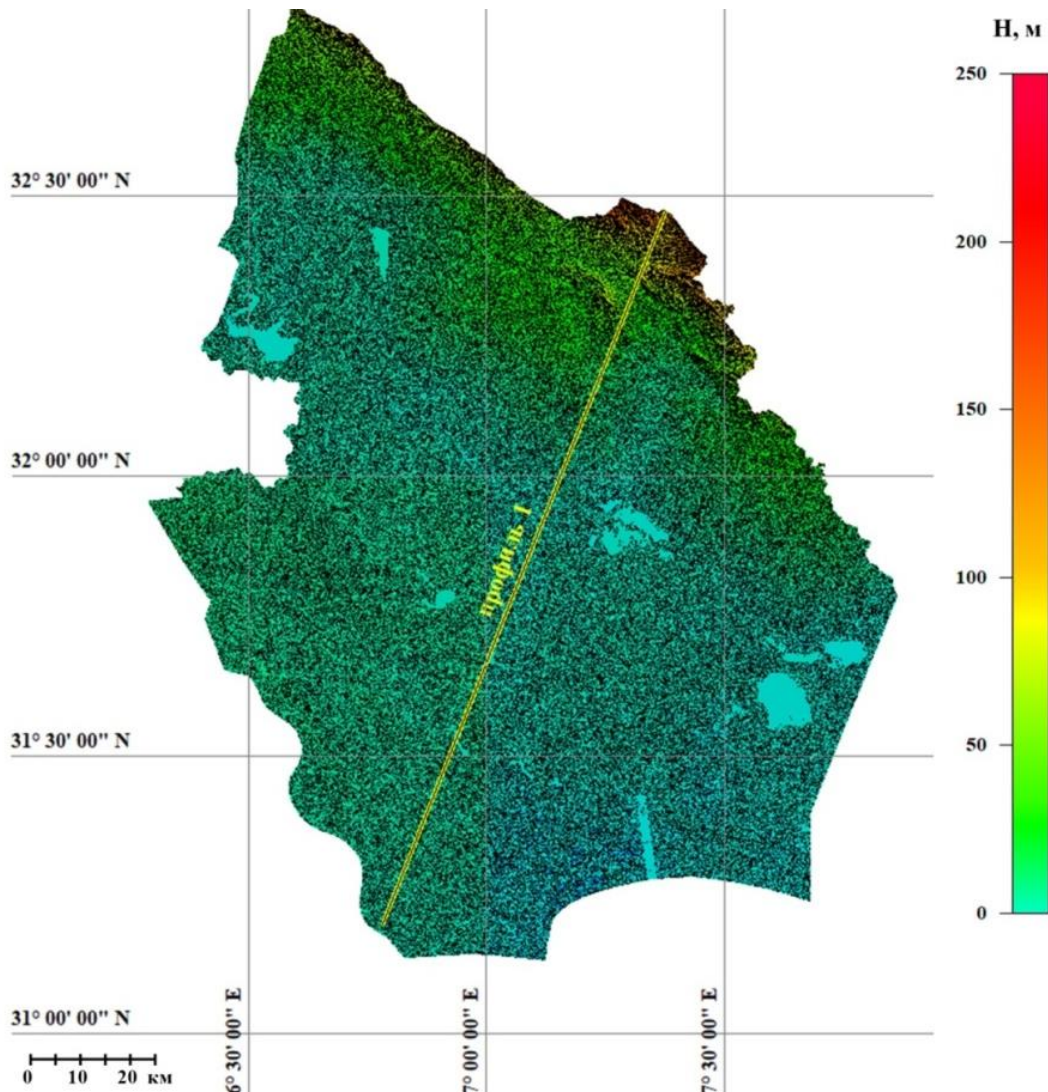 H, м
250
200
150
100
50
0
32° 30' 00" N
32° 00' 00" N
31° 30' 00" N
31° 00' 00" N
профиль 1
6° 30' 00" E
7° 00' 00" E
7° 30' 00" E
0 10 20 км